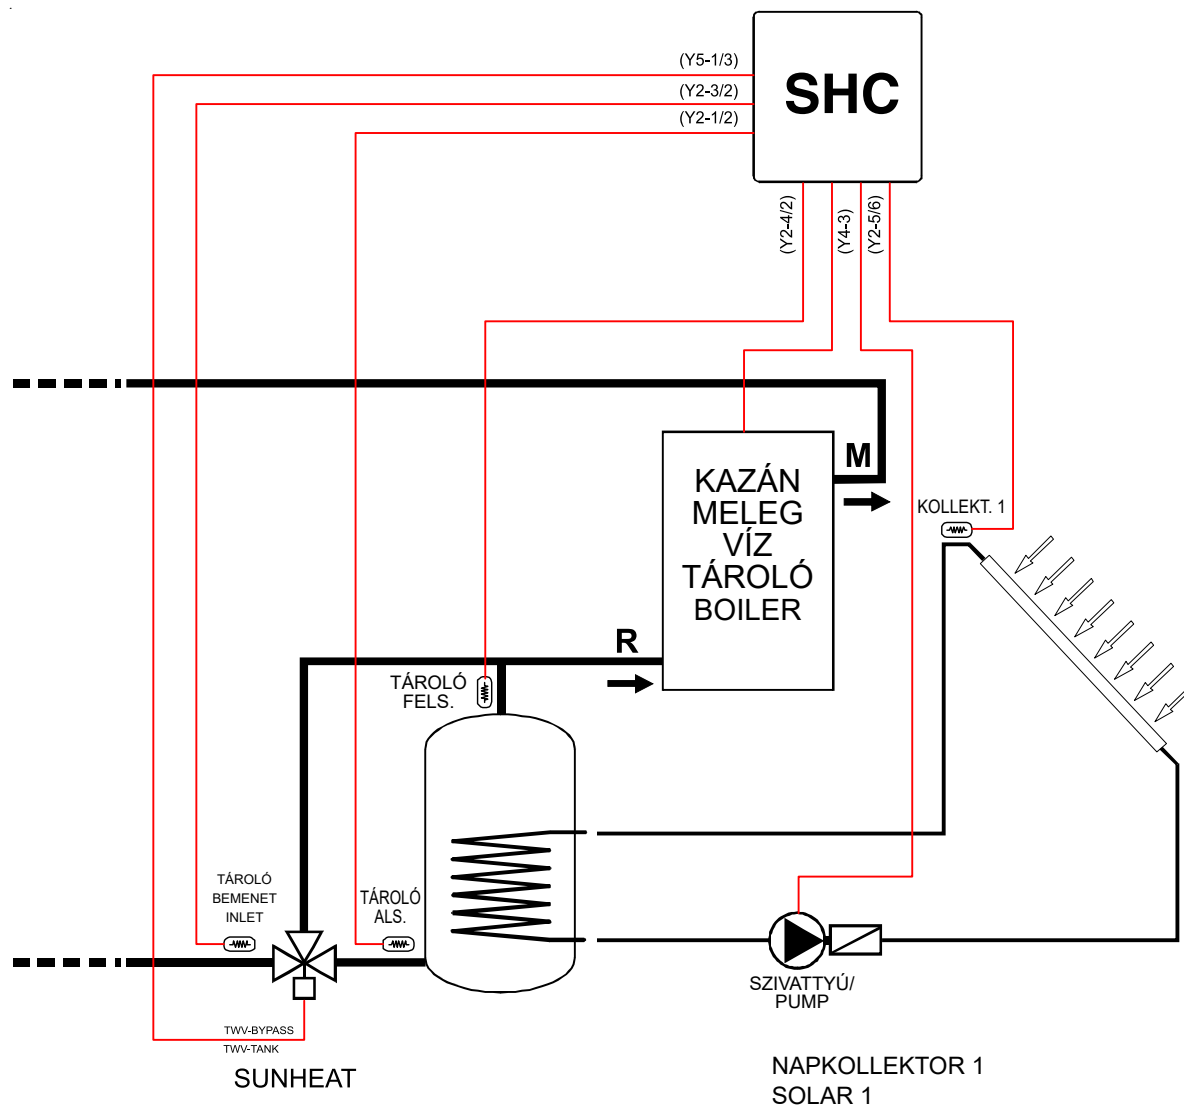 (Y5-1/3)
(Y2-3/2)
(Y2-1/2)
SHC
(Y2-4/2)
(Y4-3)
(Y2-5/6)
M
KAZÁN
MELEG
VÍZ
TÁROLÓ
BOILER
KOLLEKT. 1
R
TÁROLÓ
FELS.
TÁROLÓ
BEMENET
INLET
TÁROLÓ
ALS.
SZIVATTYÚ/
PUMP
TWV-BYPASS
TWV-TANK
SUNHEAT
NAPKOLLEKTOR 1
SOLAR 1